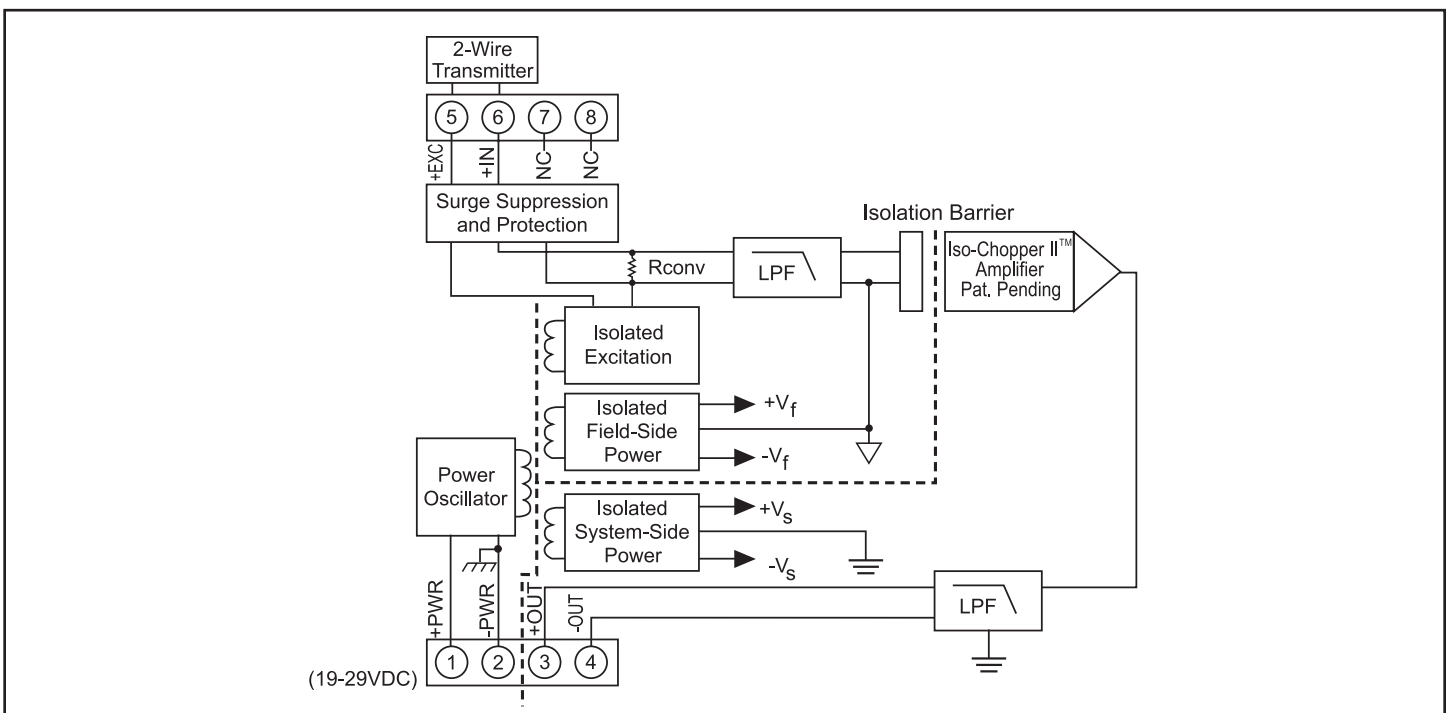 2-Wire
Transmitter
5 6 7 8
+EXC +IN NC NC
Surge Suppression
and Protection
Isolation Barrier
Rconv
LPF
Iso-Chopper II™
Amplifier
Pat. Pending
Isolated
Excitation
Isolated
Field-Side
Power
+Vf
-Vf
Power
Oscillator
Isolated
System-Side
Power
+Vs
-Vs
+PWR -PWR +OUT -OUT
LPF
1 2 3 4
(19-29VDC)